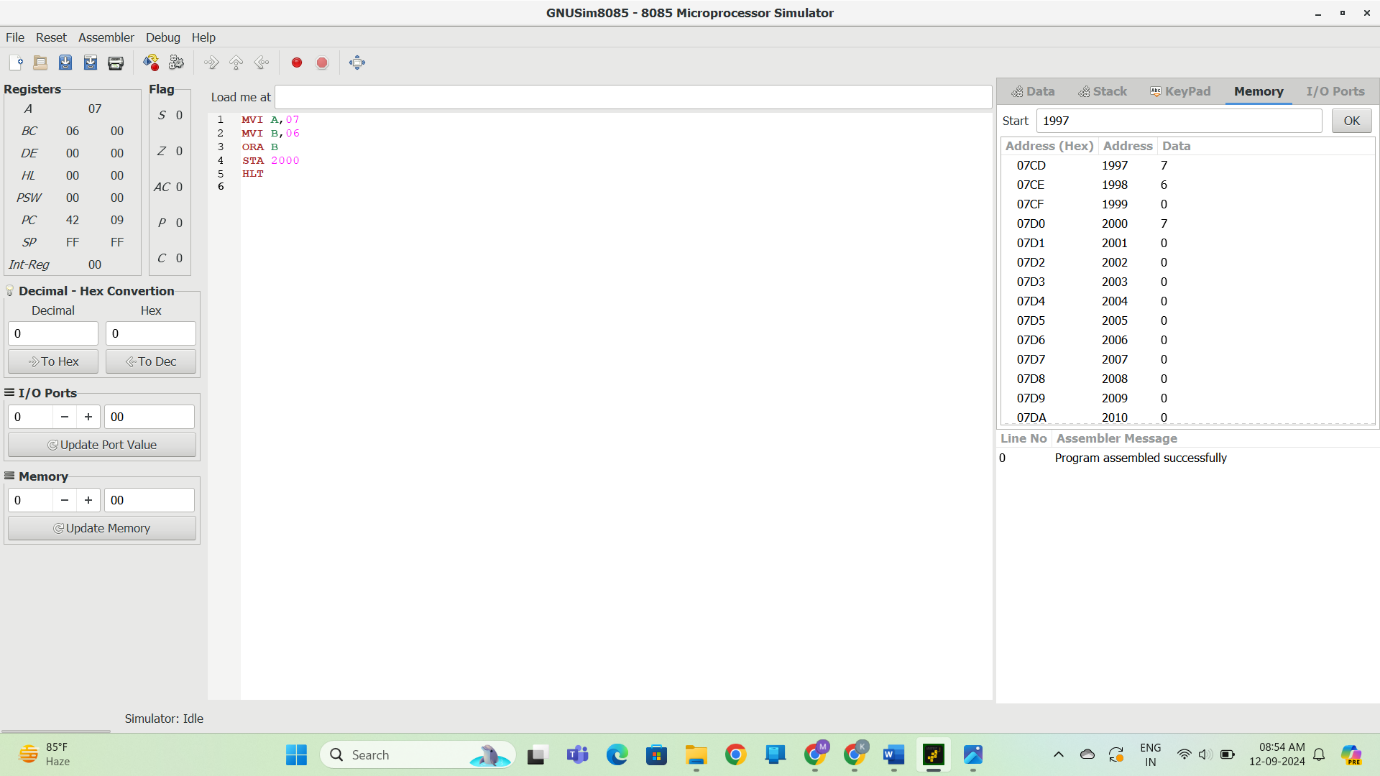 GNUSim8085 - 8085 Microprocessor Simulator
File Reset Assembler Debug Help
Registers
A 07
BC 06 00
DE 00 00
HL 00 00
PSW 00 00
PC 42 09
SP FF FF
Int-Reg 00
Flag
S 0
Z 0
AC 0
P 0
C 0
Decimal - Hex Convertion
Decimal Hex
0 0
To Hex To Dec
I/O Ports
0 − + 00
Update Port Value
Memory
0 − + 00
Update Memory
Load me at
1 MVI A,07
2 MVI B,06
3 ORA B
4 STA 2000
5 HLT
6
Data Stack KeyPad Memory I/O Ports
Start 1997 OK
Address (Hex) Address Data
07CD 1997 7
07CE 1998 6
07CF 1999 0
07D0 2000 7
07D1 2001 0
07D2 2002 0
07D3 2003 0
07D4 2004 0
07D5 2005 0
07D6 2006 0
07D7 2007 0
07D8 2008 0
07D9 2009 0
07DA 2010 0
Line No Assembler Message
0 Program assembled successfully
Simulator: Idle
85°F
Haze
Search
M
K
ENG
IN
08:54 AM
12-09-2024
PRE